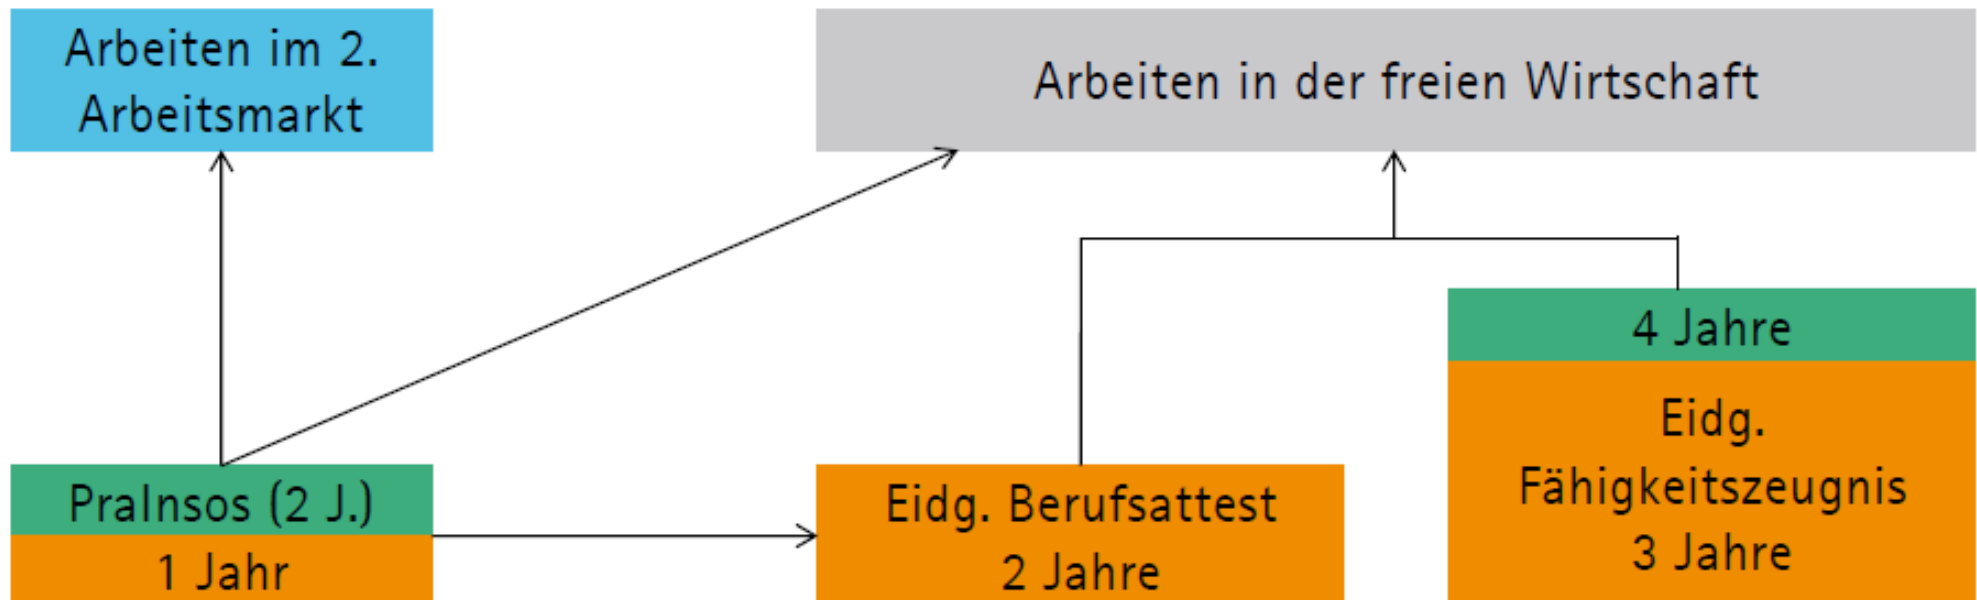 Arbeiten im 2.
Arbeitsmarkt
Arbeiten in der freien Wirtschaft
4 Jahre
Eidg.
Fähigkeitszeugnis
3 Jahre
PraInsos (2 J.)
1 Jahr
Eidg. Berufsattest
2 Jahre